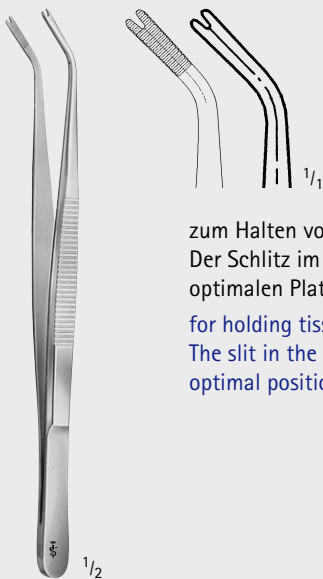 1/1
zum Halten vo
Der Schlitz im
optimalen Plat
for holding tiss
The slit in the
optimal position
1/2